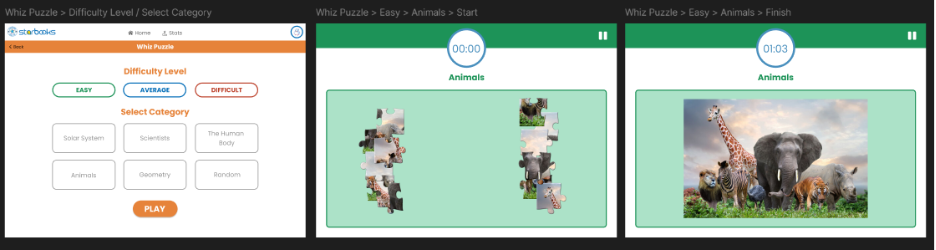 Whiz Puzzle > Difficulty Level / Select Category
starbooks
Home
Stats
Back
Whiz Puzzle
Difficulty Level
EASY
AVERAGE
DIFFICULT
Select Category
Solar System
Scientists
The Human
Body
Animals
Geometry
Random
PLAY
Whiz Puzzle > Easy > Animals > Start
00:00
Animals
Whiz Puzzle > Easy > Animals > Finish
01:03
Animals